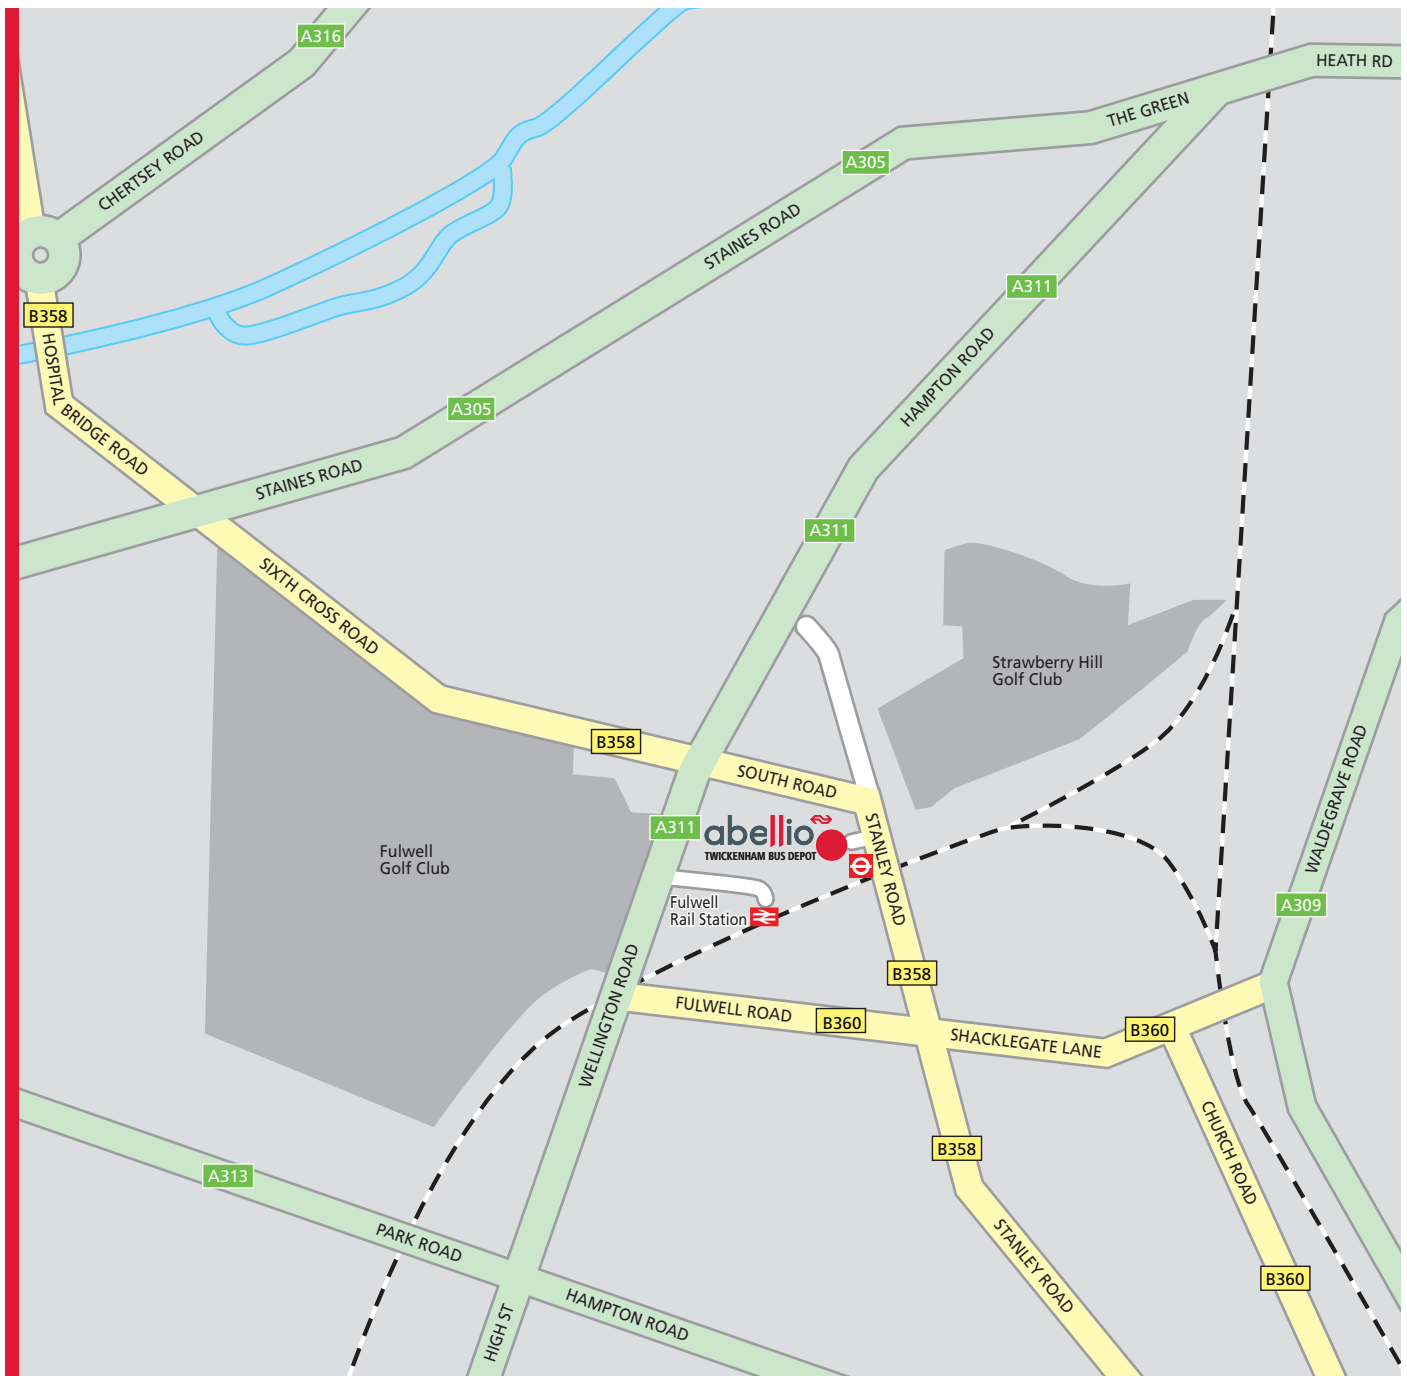 A316
HEATH RD
THE GREEN
CHERTSEY ROAD
A305
STAINES ROAD
A311
B358
HOSPITAL BRIDGE ROAD
HAMPTON ROAD
A305
STAINES ROAD
A311
SIXTH CROSS ROAD
Strawberry Hill
Golf Club
B358
SOUTH ROAD
WALDEGRAVE ROAD
A311
abellio
TWICKENHAM BUS DEPOT
STANLEY ROAD
Fulwell
Golf Club
Fulwell
Rail Station
A309
WELLINGTON ROAD
B358
FULWELL ROAD
B360
SHACKLEGATE LANE
B360
CHURCH ROAD
B358
A313
PARK ROAD
STANLEY ROAD
B360
HAMPTON ROAD
HIGH ST